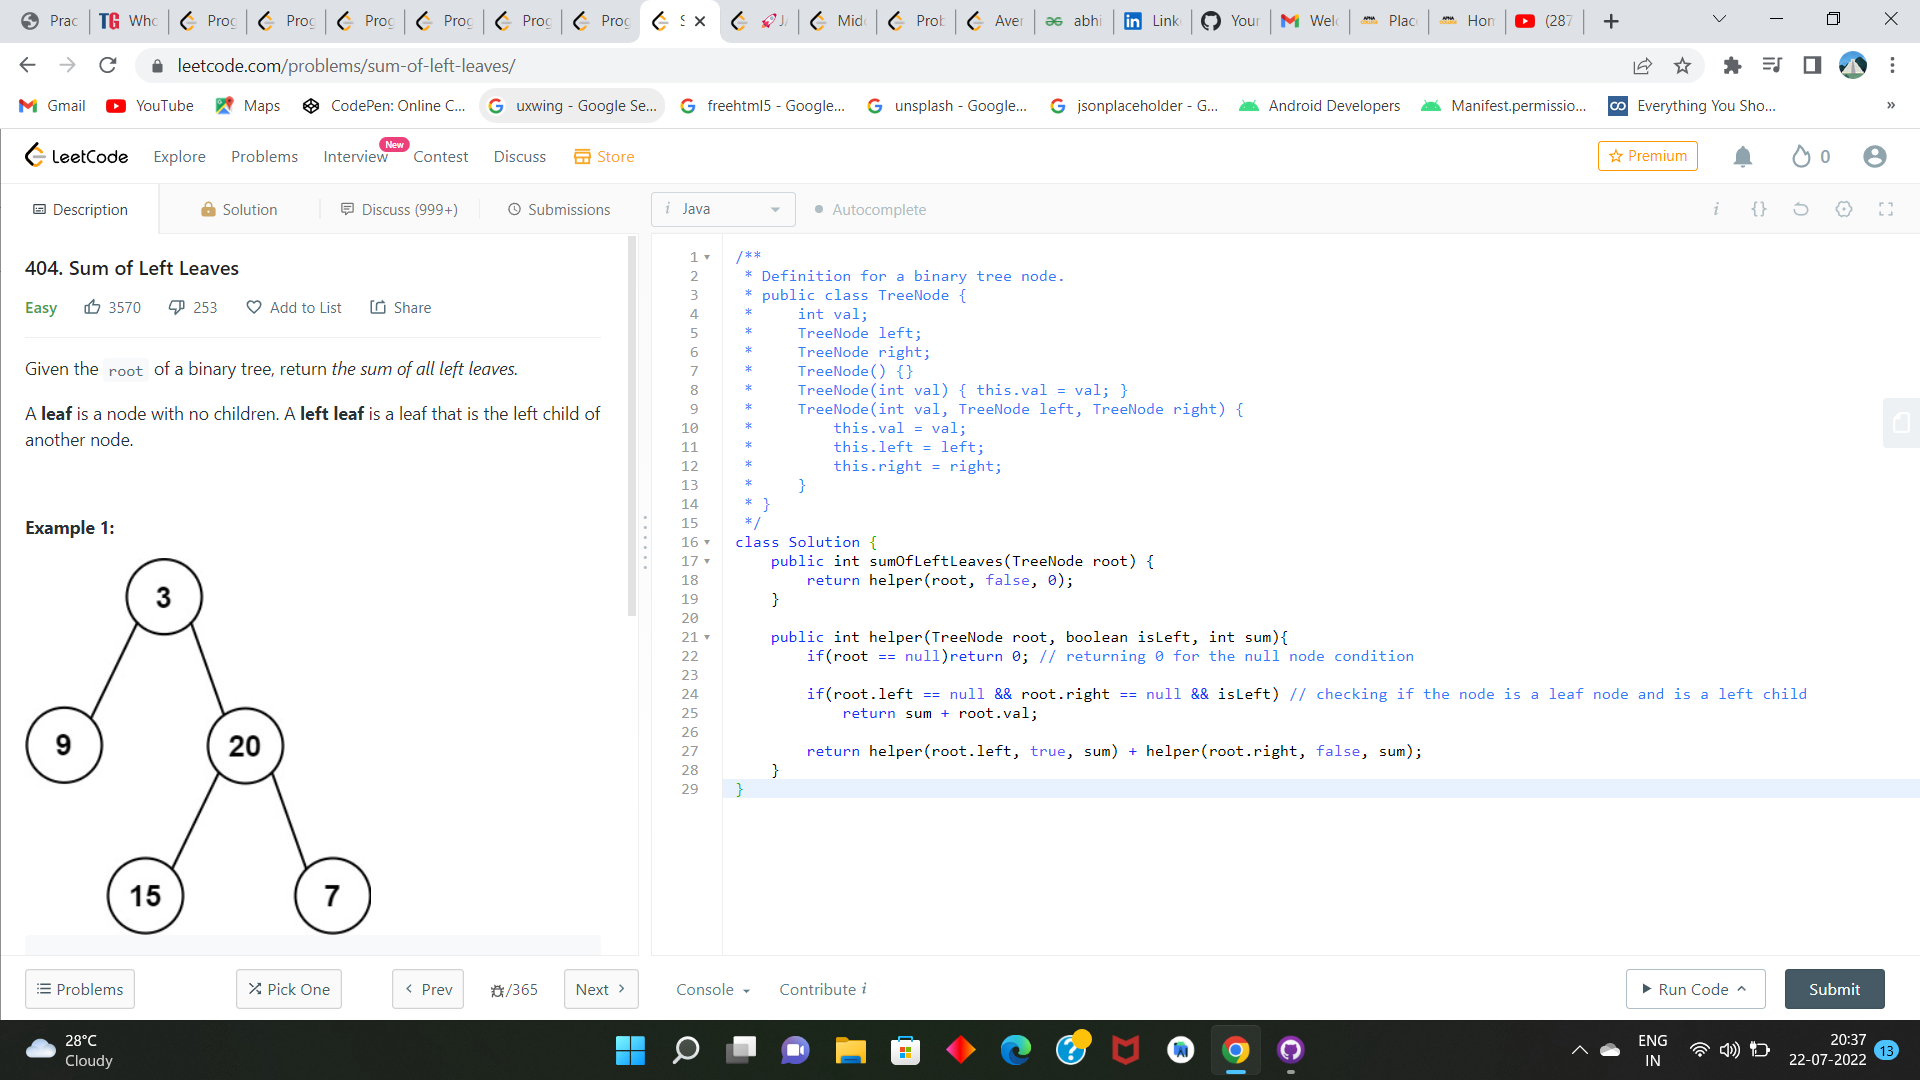 Prac
Who
Prog
Prog
Prog
Prog
Prog
Prog
S
JA
Mid
Prob
Aver
abhi
Link
Your
Welc
Plac
Hon
(287
leetcode.com/problems/sum-of-left-leaves/
Gmail
YouTube
Maps
CodePen: Online C...
uxwing - Google Se...
freehtml5 - Google...
unsplash - Google...
jsonplaceholder - G...
Android Developers
Manifest.permissio...
Everything You Sho...
»
LeetCode
Explore
Problems
Interview
New
Contest
Discuss
Store
Premium
0
Description
Solution
Discuss (999+)
Submissions
i Java
Autocomplete
404. Sum of Left Leaves
Easy
3570
253
Add to List
Share
Given the root of a binary tree, return the sum of all left leaves.
A leaf is a node with no children. A left leaf is a leaf that is the left child of
another node.
Example 1:
3
9
20
15
7
1 /**
2 * Definition for a binary tree node.
3 * public class TreeNode {
4 *     int val;
5 *     TreeNode left;
6 *     TreeNode right;
7 *     TreeNode() {}
8 *     TreeNode(int val) { this.val = val; }
9 *     TreeNode(int val, TreeNode left, TreeNode right) {
10 *         this.val = val;
11 *         this.left = left;
12 *         this.right = right;
13 *     }
14 * }
15 */
16 class Solution {
17     public int sumOfLeftLeaves(TreeNode root) {
18         return helper(root, false, 0);
19     }
20
21     public int helper(TreeNode root, boolean isLeft, int sum){
22         if(root == null)return 0; // returning 0 for the null node condition
23
24         if(root.left == null && root.right == null && isLeft) // checking if the node is a leaf node and is a left child
25             return sum + root.val;
26
27         return helper(root.left, true, sum) + helper(root.right, false, sum);
28     }
29 }
Problems
Pick One
Prev
/365
Next
Console
Contribute i
Run Code
Submit
28°C
Cloudy
ENG
IN
20:37
22-07-2022
13